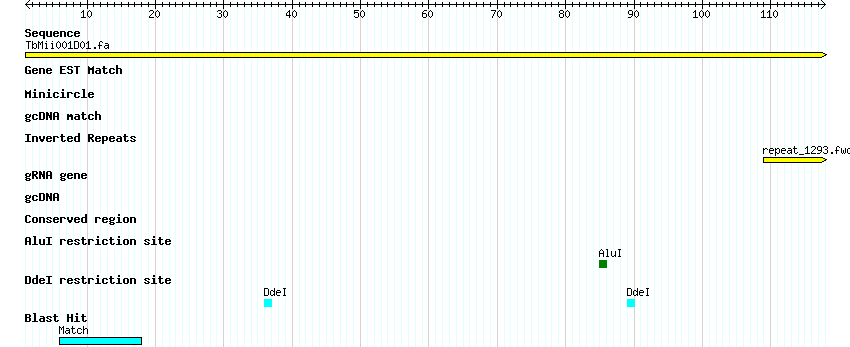 10 20 30 40 50 60 70 80 90 100 110
Sequence
TbMii001D01.fa
Gene EST Match
Minicircle
gcDNA match
Inverted Repeats
repeat_1293.fwd
gRNA gene
gcDNA
Conserved region
AluI restriction site
AluI
DdeI restriction site
DdeI DdeI
Blast Hit
Match